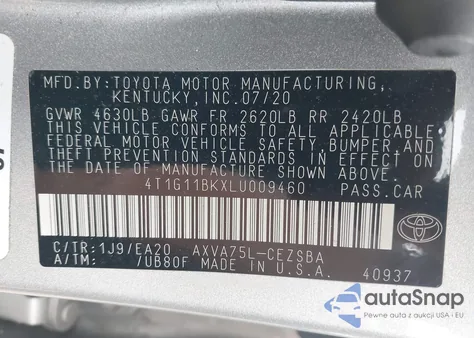 MFD.BY:TOYOTA MOTOR MANUFACTURING,
KENTUCKY,INC.07/20
GVWR 4630LB GAWR FR 2620LB RR 2420LB
THIS VEHICLE CONFORMS TO ALL APPLICABLE
FEDERAL MOTOR VEHICLE SAFETY, BUMPER, AND
THEFT PREVENTION STANDARDS IN EFFECT ON
THE DATE OF MANUFACTURE SHOWN ABOVE.
4T1G11BKXLU009460 PASS.CAR
C/TR:1J9/EA20 AXVA75L-CEZSBA
A/TM: /UB80F MADE IN U.S.A.
40937
TOYOTA
autoSnap
Pewne auta z USA i EU